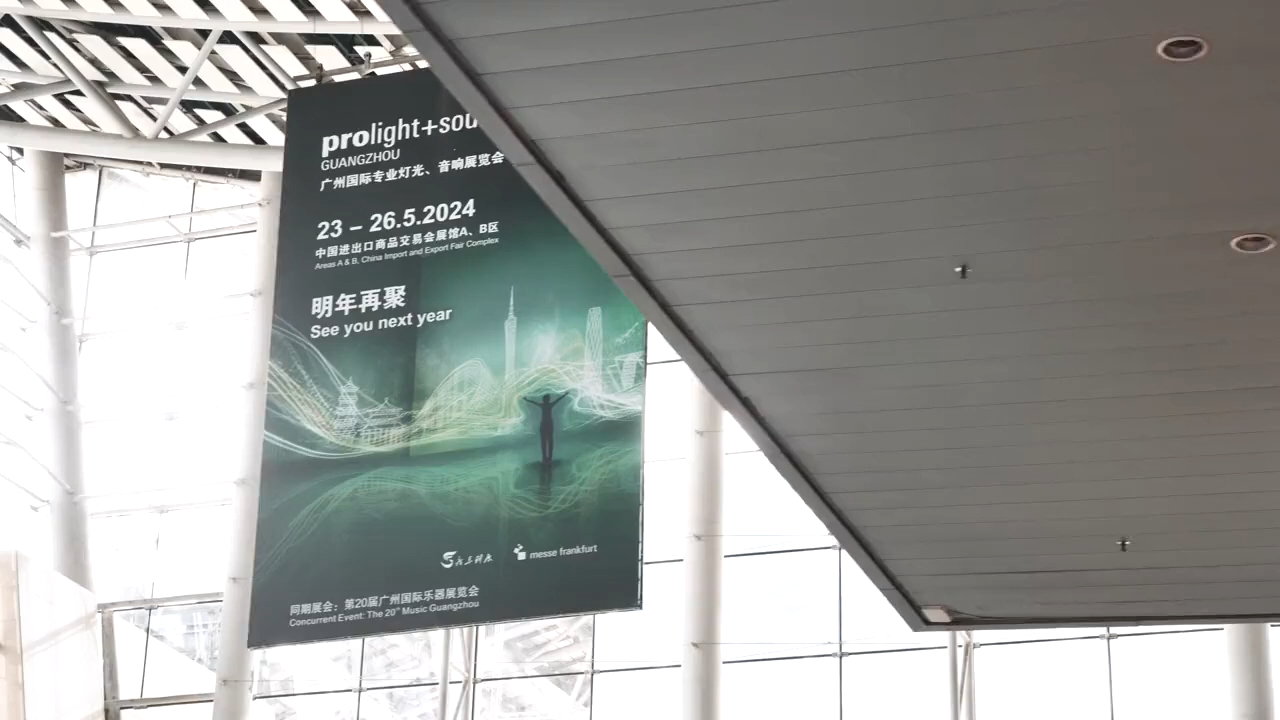 prolight+sou
GUANGZHOU
广州国际专业灯光、音响展览会
23 – 26.5.2024
中国进出口商品交易会展馆A、B区
Areas A & B, China Import and Export Fair Complex
明年再聚
See you next year
messe frankfurt
同期展会：第20届广州国际乐器展览会
Concurrent Event: The 20th Music Guangzhou